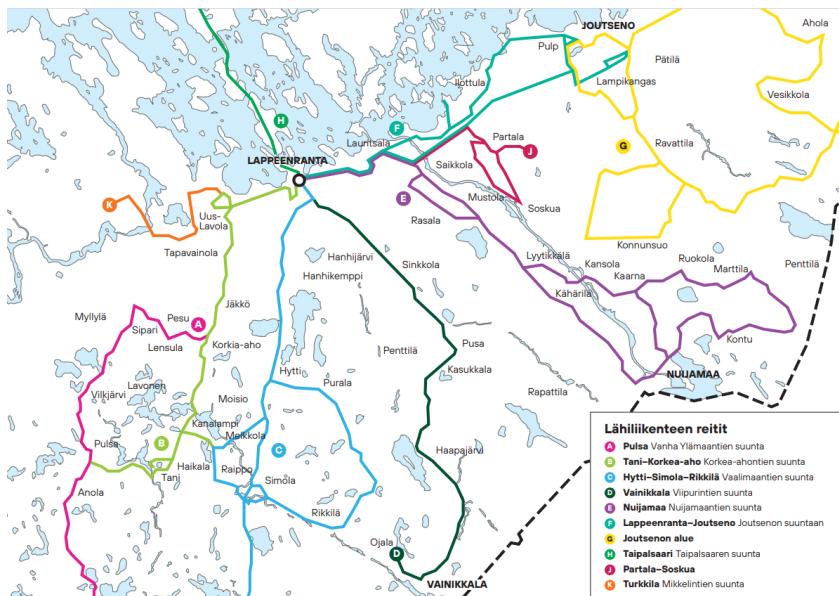 JOUTSENO
Ahola
Pulp
Pätilä
Ilottula
Lampikangas
Vesikkola
H
F
Lauritsala
Partala
J
LAPPEENRANTA
Saikkola
G
Ravattila
K
Uus-
Lavola
E
Mustola
Soskua
Rasala
Tapavainola
Hanhijärvi
Sinkkola
Konnunsuo
Hanhikemppi
Lyytikkälä
Kansola
Kaarna
Ruokola
Marttila
Penttilä
Kähärilä
Jäkkö
Myllylä
Pesu
A
Sipari
Lensula
Korkia-aho
Penttilä
Pusa
Kontu
Kasukkala
Hytti
NUIJAMAA
Lavonen
Vilkjärvi
Purala
Moisio
Rapattila
Kanalampi
Melkkola
Pulsa
B
C
Haapajärvi
Haikala
Raippo
Tani
Simola
Anola
Rikkilä
Ojala
D
VAINIKKALA
Lähiliikenteen reitit
A Pulsa Vanha Ylämaantien suunta
B Tani–Korkea-aho Korkea-ahontien suunta
C Hytti–Simola–Rikkilä Vaalimaantien suunta
D Vainikkala Viipurintien suunta
E Nuijamaa Nuijamaantien suunta
F Lappeenranta–Joutseno Joutsenon suuntaan
G Joutsenon alue
H Taipalsaari Taipalsaaren suunta
J Partala–Soskua
K Turkkila Mikkelintien suunta